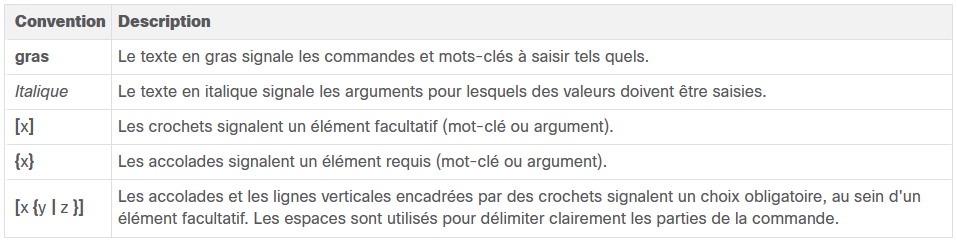 Convention Description
gras Le texte en gras signale les commandes et mots-clés à saisir tels quels.
Italique Le texte en italique signale les arguments pour lesquels des valeurs doivent être saisies.
[x] Les crochets signalent un élément facultatif (mot-clé ou argument).
{x} Les accolades signalent un élément requis (mot-clé ou argument).
[x {y | z }] Les accolades et les lignes verticales encadrées par des crochets signalent un choix obligatoire, au sein d'un
élément facultatif. Les espaces sont utilisés pour délimiter clairement les parties de la commande.